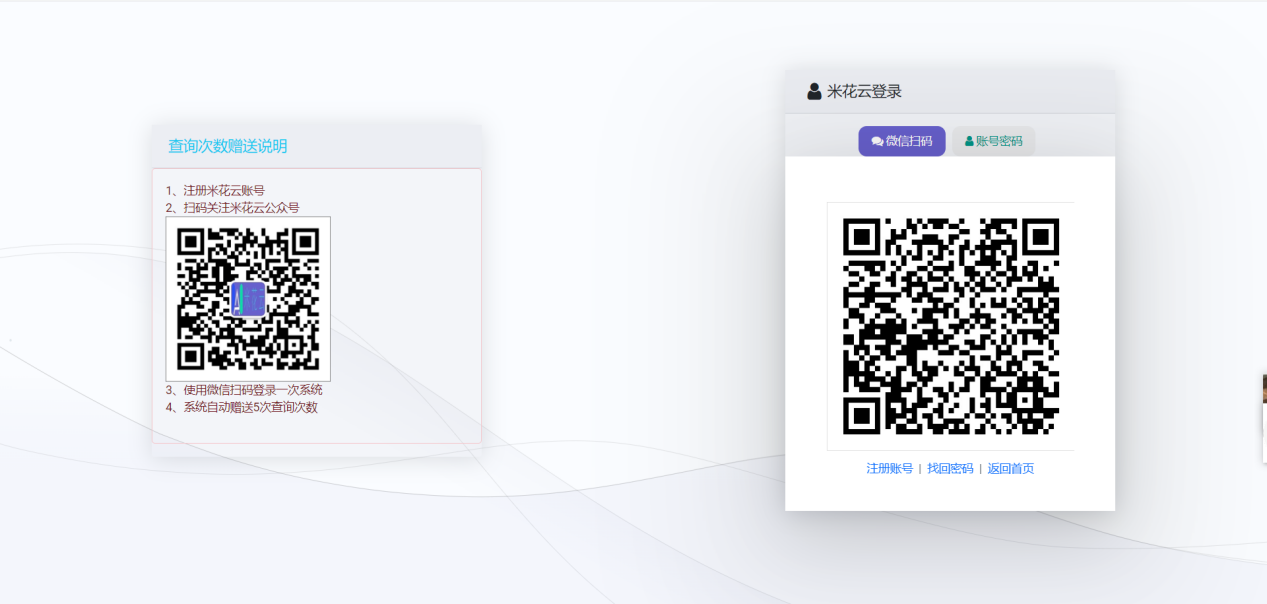 查询次数赠送说明
1、注册米花云账号
2、扫码关注米花云公众号
3、使用微信扫码登录一次系统
4、系统自动赠送5次查询次数
米花云登录
微信扫码 账号密码
注册账号 | 找回密码 | 返回首页